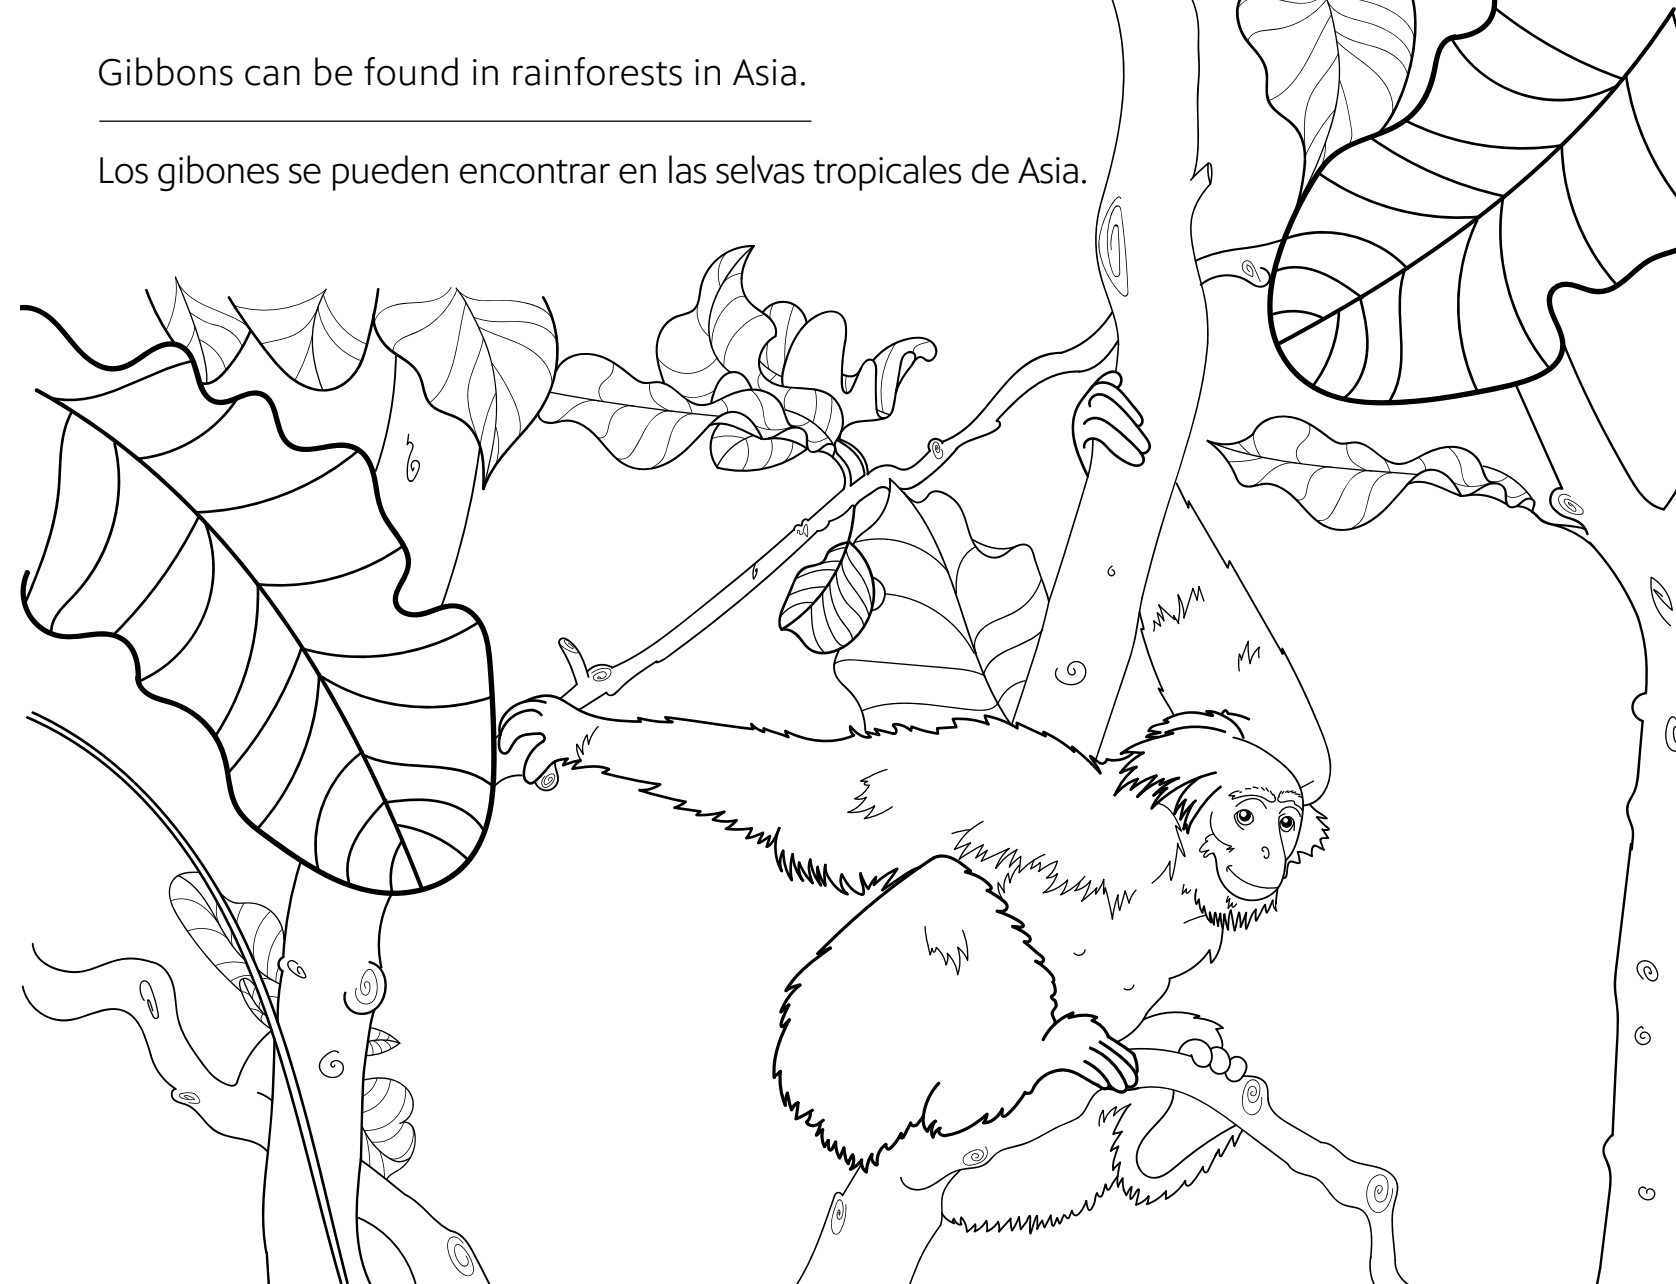 Gibbons can be found in rainforests in Asia.
Los gibones se pueden encontrar en las selvas tropicales de Asia.